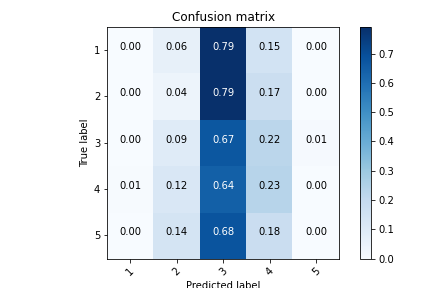 Confusion matrix
1 0.00 0.06 0.79 0.15 0.00
2 0.00 0.04 0.79 0.17 0.00
3 0.00 0.09 0.67 0.22 0.01
4 0.01 0.12 0.64 0.23 0.00
5 0.00 0.14 0.68 0.18 0.00
1 2 3 4 5
True label
Predicted label
0.7
0.6
0.5
0.4
0.3
0.2
0.1
0.0